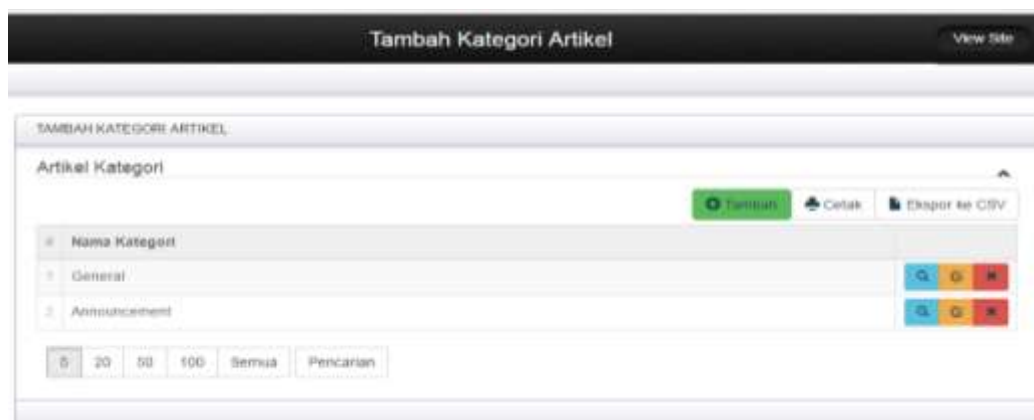 Tambah Kategori Artikel View Site
TAMBAH KATEGORI ARTIKEL
Artikel Kategori
Tambah Cetak Ekspor ke CSV
# Nama Kategori
1 General
2 Announcement
5 20 50 100 Semua Pencarian